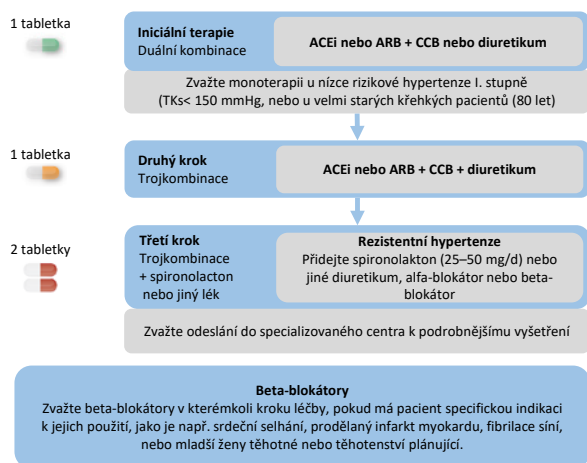 1 tabletka
Iniciální terapie
Duální kombinace
ACEi nebo ARB + CCB nebo diuretikum
Zvažte monoterapii u nízce rizikové hypertenze I. stupně
(TKs< 150 mmHg, nebo u velmi starých křehkých pacientů (80 let)
1 tabletka
Druhý krok
Trojkombinace
ACEi nebo ARB + CCB + diuretikum
2 tabletky
Třetí krok
Trojkombinace
+ spironolacton
nebo jiný lék
Rezistentní hypertenze
Přidejte spironolakton (25–50 mg/d) nebo
jiné diuretikum, alfa-blokátor nebo beta-
blokátor
Zvažte odeslání do specializovaného centra k podrobnějšímu vyšetření
Beta-blokátory
Zvažte beta-blokátory v kterémkoli kroku léčby, pokud má pacient specifickou indikaci
k jejich použití, jako je např. srdeční selhání, prodělaný infarkt myokardu, fibrilace síní,
nebo mladší ženy těhotné nebo těhotenství plánující.